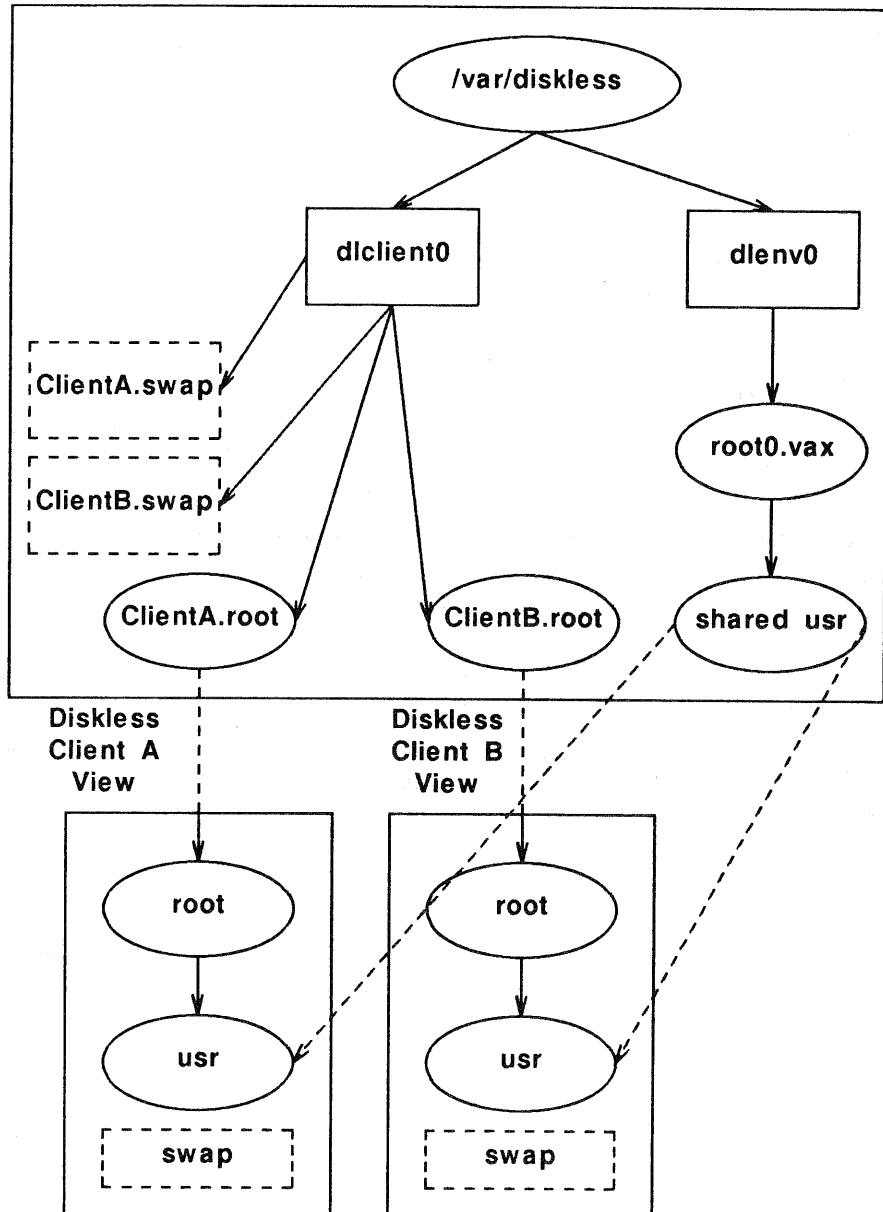 /var/diskless
dlclient0
dlenv0
ClientA.swap
root0.vax
ClientB.swap
ClientA.root
ClientB.root
shared usr
Diskless
Client A
View
Diskless
Client B
View
root
root
usr
usr
swap
swap